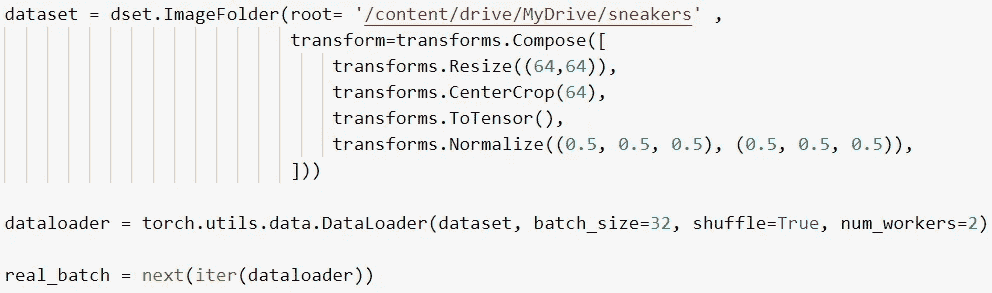 dataset = dset.ImageFolder(root= '/content/drive/MyDrive/sneakers' ,
transform=transforms.Compose([
transforms.Resize((64,64)),
transforms.CenterCrop(64),
transforms.ToTensor(),
transforms.Normalize((0.5, 0.5, 0.5), (0.5, 0.5, 0.5)),
]))
dataloader = torch.utils.data.DataLoader(dataset, batch_size=32, shuffle=True, num_workers=2)
real_batch = next(iter(dataloader))